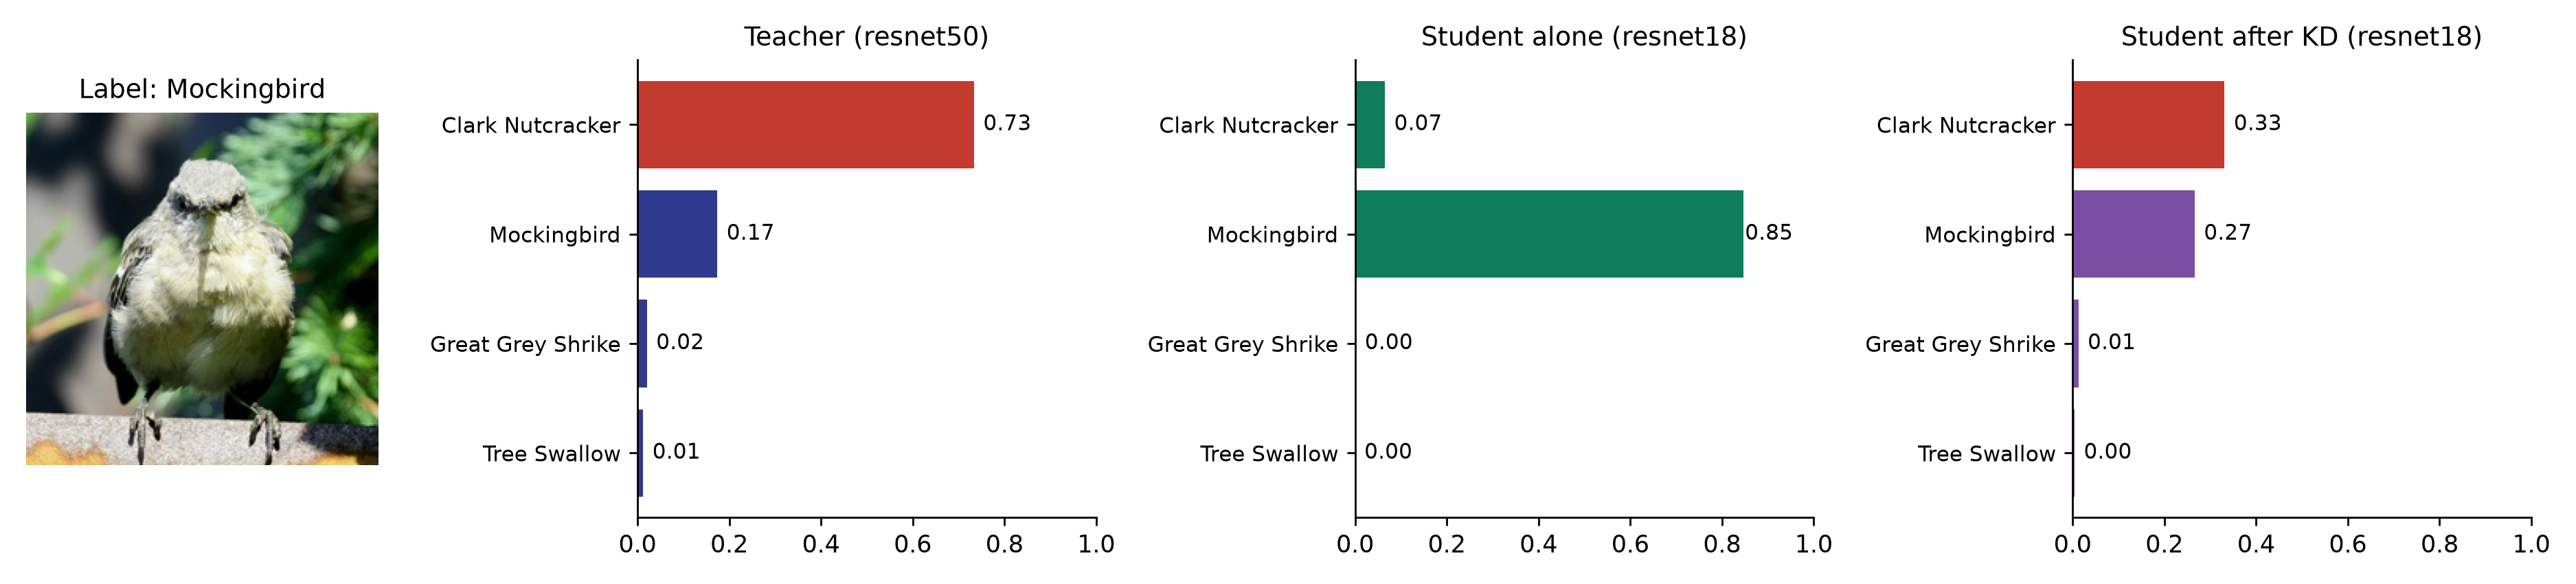 Label: Mockingbird
Teacher (resnet50)
Clark Nutcracker
0.73
Mockingbird
0.17
Great Grey Shrike
0.02
Tree Swallow
0.01
0.0 0.2 0.4 0.6 0.8 1.0
Student alone (resnet18)
Clark Nutcracker
0.07
Mockingbird
0.85
Great Grey Shrike
0.00
Tree Swallow
0.00
0.0 0.2 0.4 0.6 0.8 1.0
Student after KD (resnet18)
Clark Nutcracker
0.33
Mockingbird
0.27
Great Grey Shrike
0.01
Tree Swallow
0.00
0.0 0.2 0.4 0.6 0.8 1.0